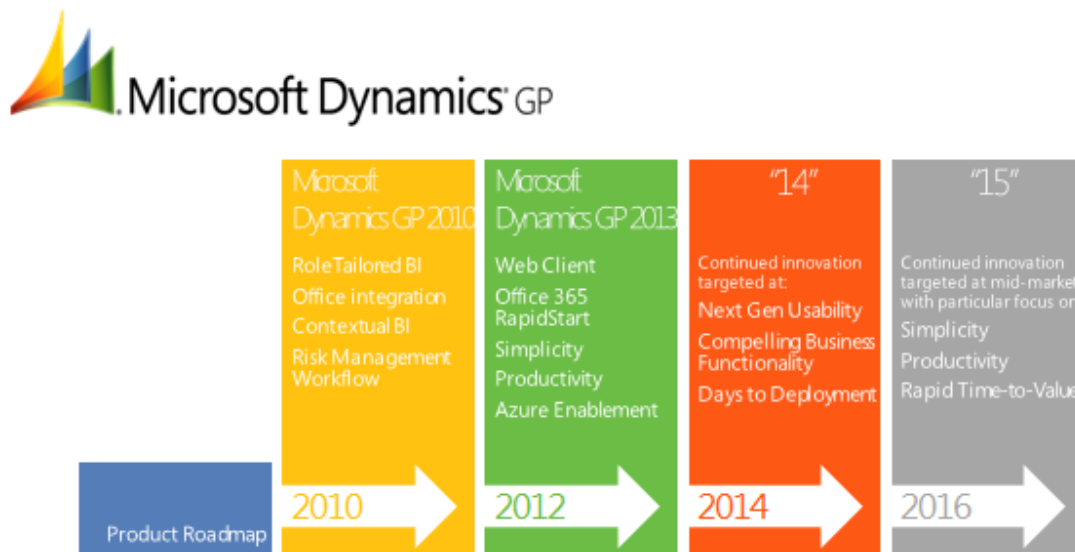 Microsoft Dynamics GP
Microsoft
Dynamics GP 2010
RoleTailored BI
Office integration
Contextual BI
Risk Management
Workflow
2010
Microsoft
Dynamics GP 2013
Web Client
Office 365
RapidStart
Simplicity
Productivity
Azure Enablement
2012
"14"
Continued innovation
targeted at:
Next Gen Usability
Compelling Business
Functionality
Days to Deployment
2014
"15"
Continued innovation
targeted at mid-market
with particular focus on
Simplicity
Productivity
Rapid Time-to-Value
2016
Product Roadmap